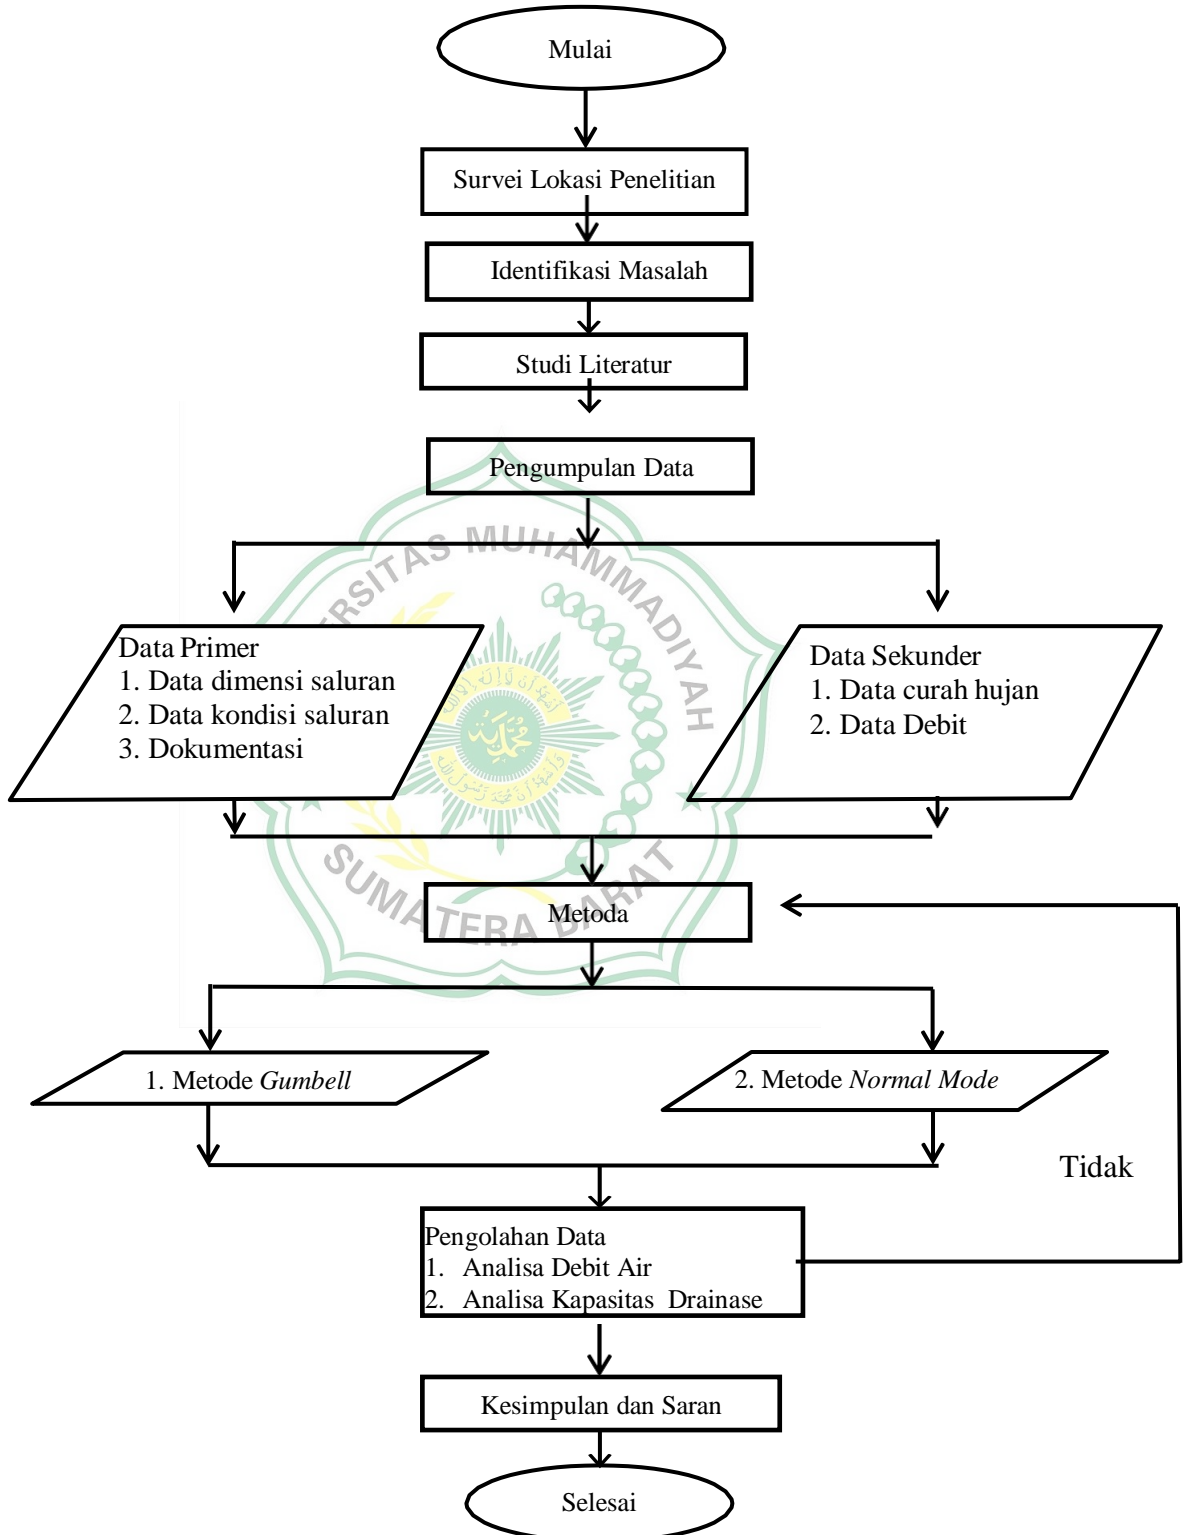 Mulai
Survei Lokasi Penelitian
Identifikasi Masalah
Studi Literatur
Pengumpulan Data
MUHAMMADIYAH
SUMATERA BARAT
Data Primer
1. Data dimensi saluran
2. Data kondisi saluran
3. Dokumentasi
Data Sekunder
1. Data curah hujan
2. Data Debit
Metoda
1. Metode Gumbell
2. Metode Normal Mode
Tidak
Pengolahan Data
1. Analisa Debit Air
2. Analisa Kapasitas Drainase
Kesimpulan dan Saran
Selesai